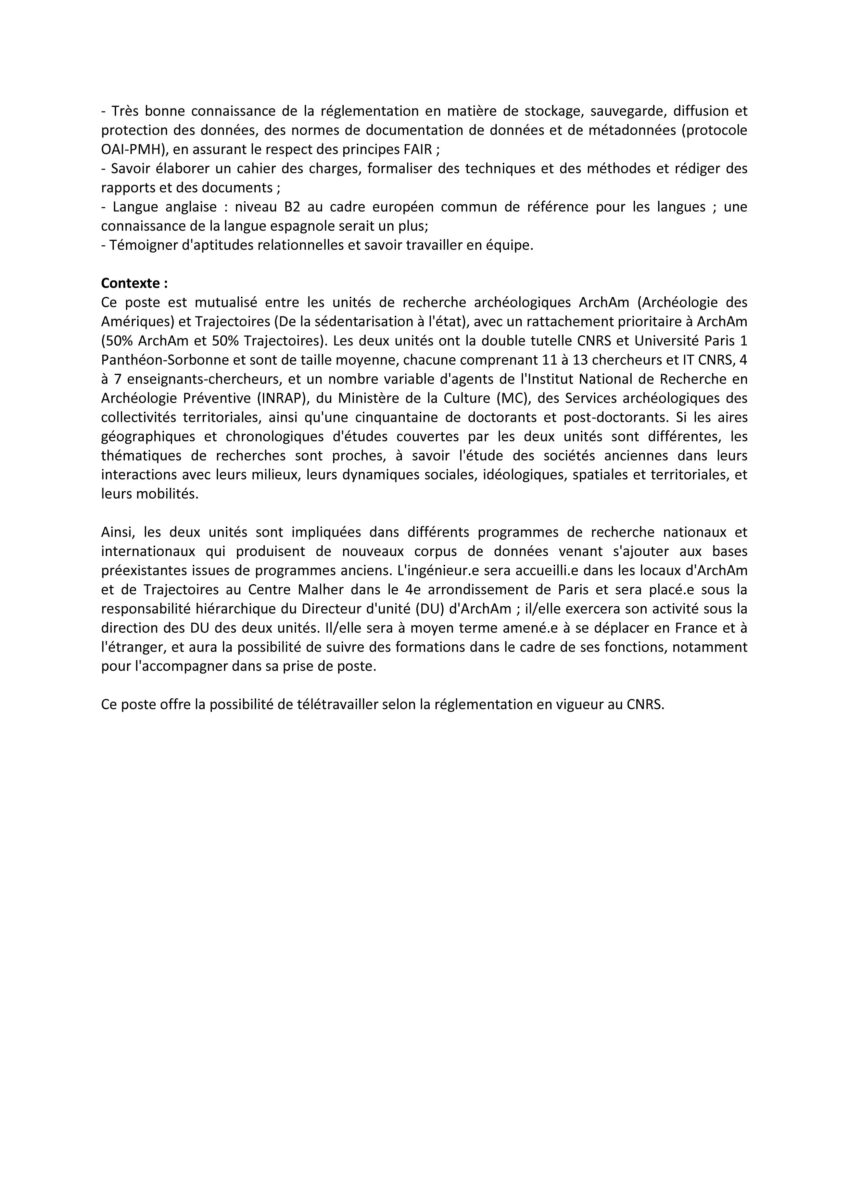 - Très bonne connaissance de la réglementation en matière de stockage, sauvegarde, diffusion et
protection des données, des normes de documentation de données et de métadonnées (protocole
OAI-PMH), en assurant le respect des principes FAIR ;
- Savoir élaborer un cahier des charges, formaliser des techniques et des méthodes et rédiger des
rapports et des documents ;
- Langue anglaise : niveau B2 au cadre européen commun de référence pour les langues ; une
connaissance de la langue espagnole serait un plus;
- Témoigner d'aptitudes relationnelles et savoir travailler en équipe.
Contexte :
Ce poste est mutualisé entre les unités de recherche archéologiques ArchAm (Archéologie des
Amériques) et Trajectoires (De la sédentarisation à l'état), avec un rattachement prioritaire à ArchAm
(50% ArchAm et 50% Trajectoires). Les deux unités ont la double tutelle CNRS et Université Paris 1
Panthéon-Sorbonne et sont de taille moyenne, chacune comprenant 11 à 13 chercheurs et IT CNRS, 4
à 7 enseignants-chercheurs, et un nombre variable d'agents de l'Institut National de Recherche en
Archéologie Préventive (INRAP), du Ministère de la Culture (MC), des Services archéologiques des
collectivités territoriales, ainsi qu'une cinquantaine de doctorants et post-doctorants. Si les aires
géographiques et chronologiques d'études couvertes par les deux unités sont différentes, les
thématiques de recherches sont proches, à savoir l'étude des sociétés anciennes dans leurs
interactions avec leurs milieux, leurs dynamiques sociales, idéologiques, spatiales et territoriales, et
leurs mobilités.
Ainsi, les deux unités sont impliquées dans différents programmes de recherche nationaux et
internationaux qui produisent de nouveaux corpus de données venant s'ajouter aux bases
préexistantes issues de programmes anciens. L'ingénieur.e sera accueilli.e dans les locaux d'ArchAm
et de Trajectoires au Centre Malher dans le 4e arrondissement de Paris et sera placé.e sous la
responsabilité hiérarchique du Directeur d'unité (DU) d'ArchAm ; il/elle exercera son activité sous la
direction des DU des deux unités. Il/elle sera à moyen terme amené.e à se déplacer en France et à
l'étranger, et aura la possibilité de suivre des formations dans le cadre de ses fonctions, notamment
pour l'accompagner dans sa prise de poste.
Ce poste offre la possibilité de télétravailler selon la réglementation en vigueur au CNRS.